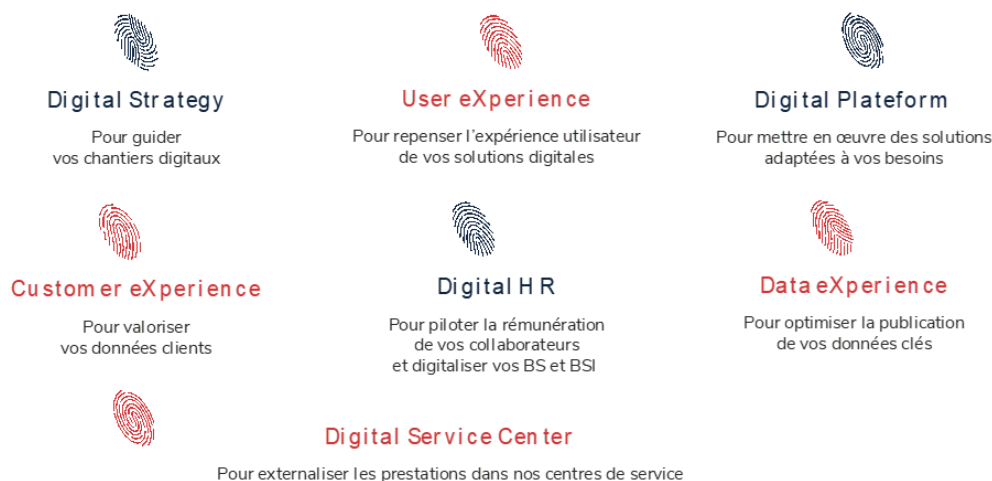 Digital Strategy
Pour guider
vos chantiers digitaux
User eXperience
Pour repenser l'expérience utilisateur
de vos solutions digitales
Digital Plateform
Pour mettre en œuvre des solutions
adaptées à vos besoins
Customer eXperience
Pour valoriser
vos données clients
Digital HR
Pour piloter la rémunération
de vos collaborateurs
et digitaliser vos BS et BSI
Data eXperience
Pour optimiser la publication
de vos données clés
Digital Service Center
Pour externaliser les prestations dans nos centres de service